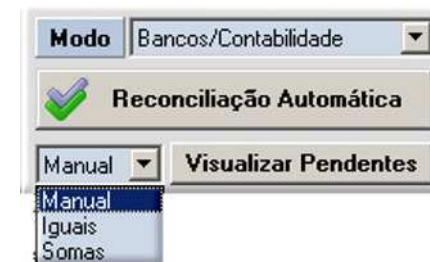 Modo Bancos/Contabilidade
Reconciliação Automática
Manual Visualizar Pendentes
Manual
Iguais
Somas